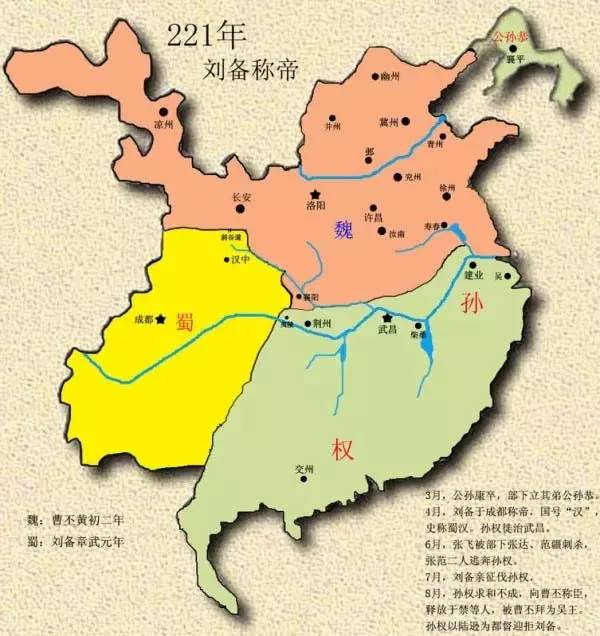 221年
刘备称帝
公孙恭
襄平
幽州
凉州
并州
冀州
青州
邺
兖州
长安
洛阳
许昌
徐州
魏
汝南
寿春
斜谷道
汉中
建业
吴
襄阳
孙
成都
蜀
夷陵
荆州
武昌
柴桑
权
交州
魏：曹丕黄初二年
蜀：刘备章武元年
3月，公孙康卒，部下立其弟公孙恭。
4月，刘备于成都称帝，国号“汉”，
史称蜀汉。孙权徙治武昌。
6月，张飞被部下张达、范疆刺杀，
张范二人逃奔孙权。
7月，刘备亲征伐孙权。
8月，孙权求和不成，向曹丕称臣，
释放于禁等人，被曹丕拜为吴王。
孙权以陆逊为都督迎拒刘备。